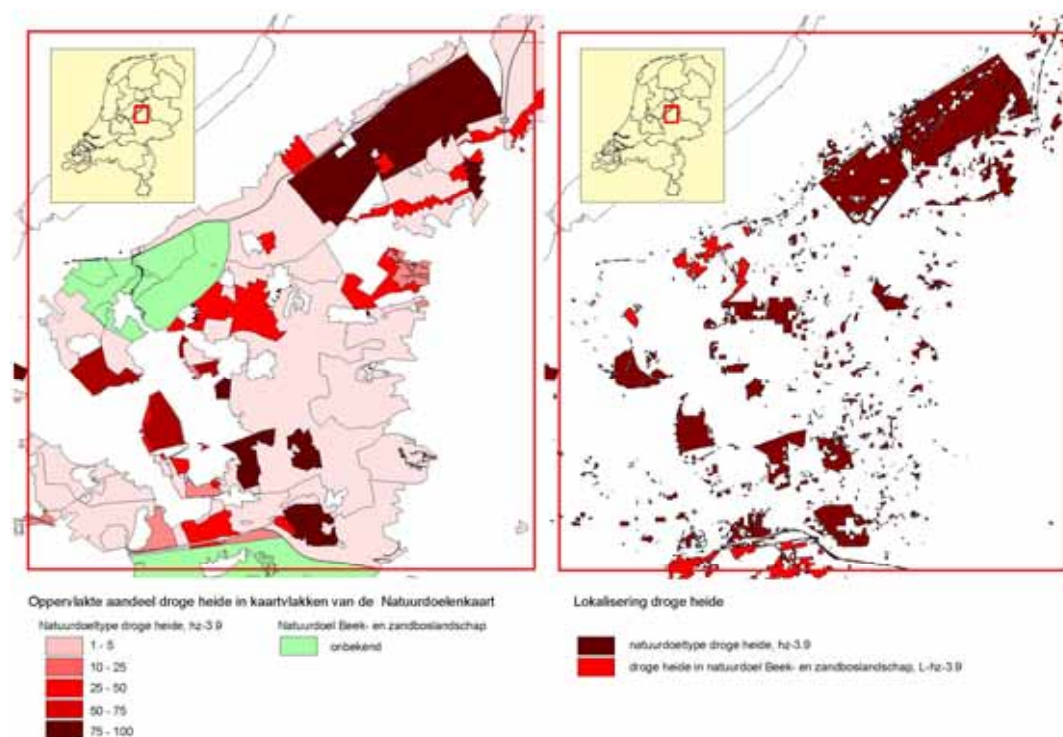 Oppervlakte aandeel droge heide in kaartvlakken van de Natuurdoelenkaart
Natuurdoeltype droge heide, hz-3.9
1 - 5
10 - 25
25 - 50
50 - 75
75 - 100
Natuurdoel Beek- en zandboslandschap
onbekend
Lokalisering droge heide
natuurdoeltype droge heide, hz-3.9
droge heide in natuurdoel Beek- en zandboslandschap, L-hz-3.9